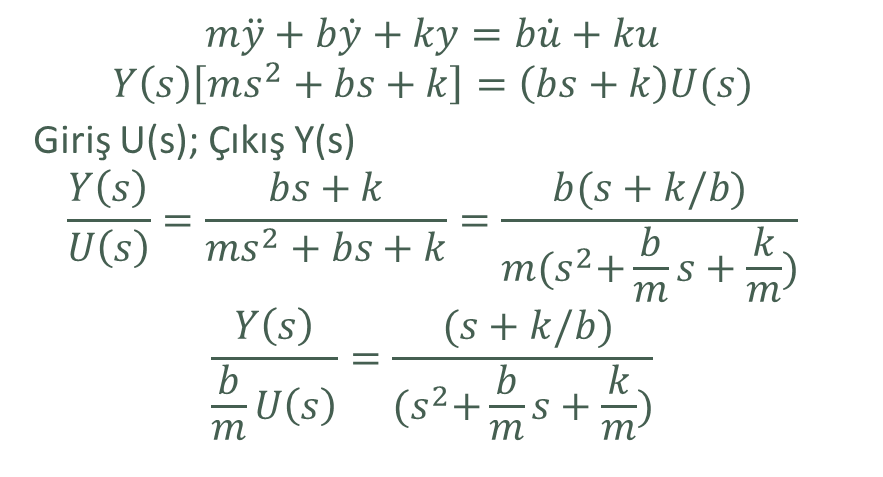 mÿ + bẏ + ky = bu̇ + ku
Y(s)[ms² + bs + k] = (bs + k)U(s)
Giriş U(s); Çıkış Y(s)
Y(s)/U(s) = (bs + k)/(ms² + bs + k) = b(s + k/b)/m(s² + b/m s + k/m)
Y(s)/(b/m U(s)) = (s + k/b)/(s² + b/m s + k/m)